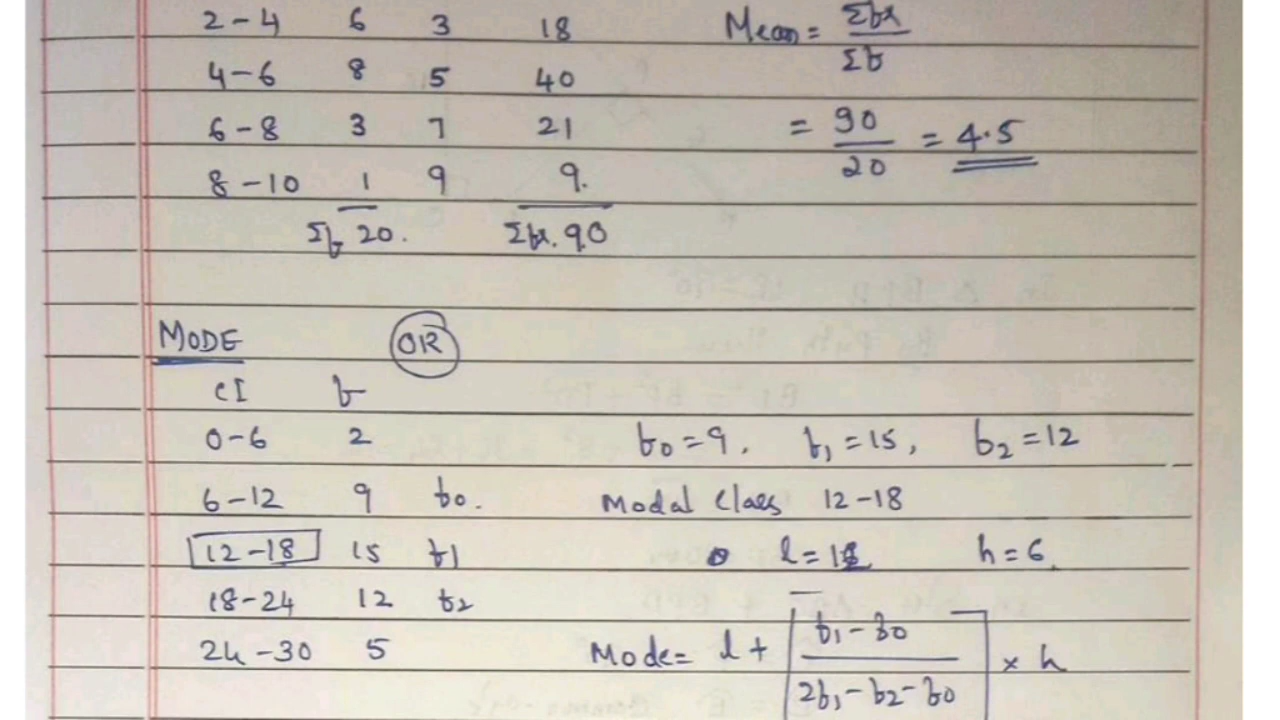 2-4 6 3 18 Mean = Σfx / Σf
4-6 8 5 40
6-8 3 7 21 = 90/20 = 4.5
8-10 1 9 9.
Σf 20. Σfx. 90
MODE OR
CI f
0-6 2 f0 = 9, f1 = 15, f2 = 12
6-12 9 f0. Modal Class 12-18
12-18 15 f1 l = 12 h = 6
18-24 12 f2
24-30 5 Mode = l + [f1 - f0 / 2f1 - f2 - f0] × h